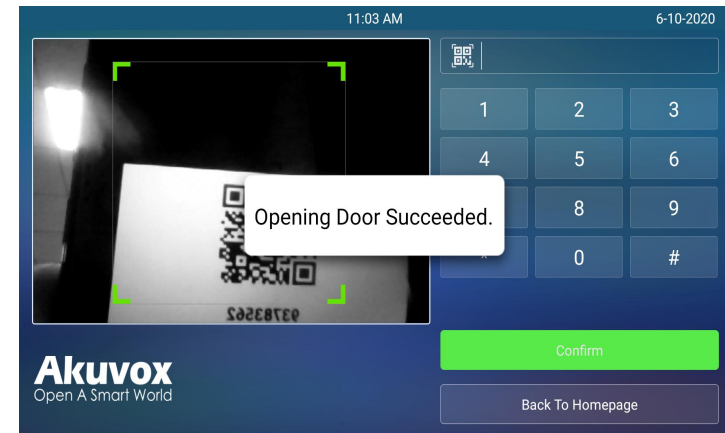 11:03 AM
6-10-2020
1
2
3
4
5
6
Opening Door Succeeded.
8
9
*
0
#
93783562
Confirm
Akuvox
Open A Smart World
Back To Homepage